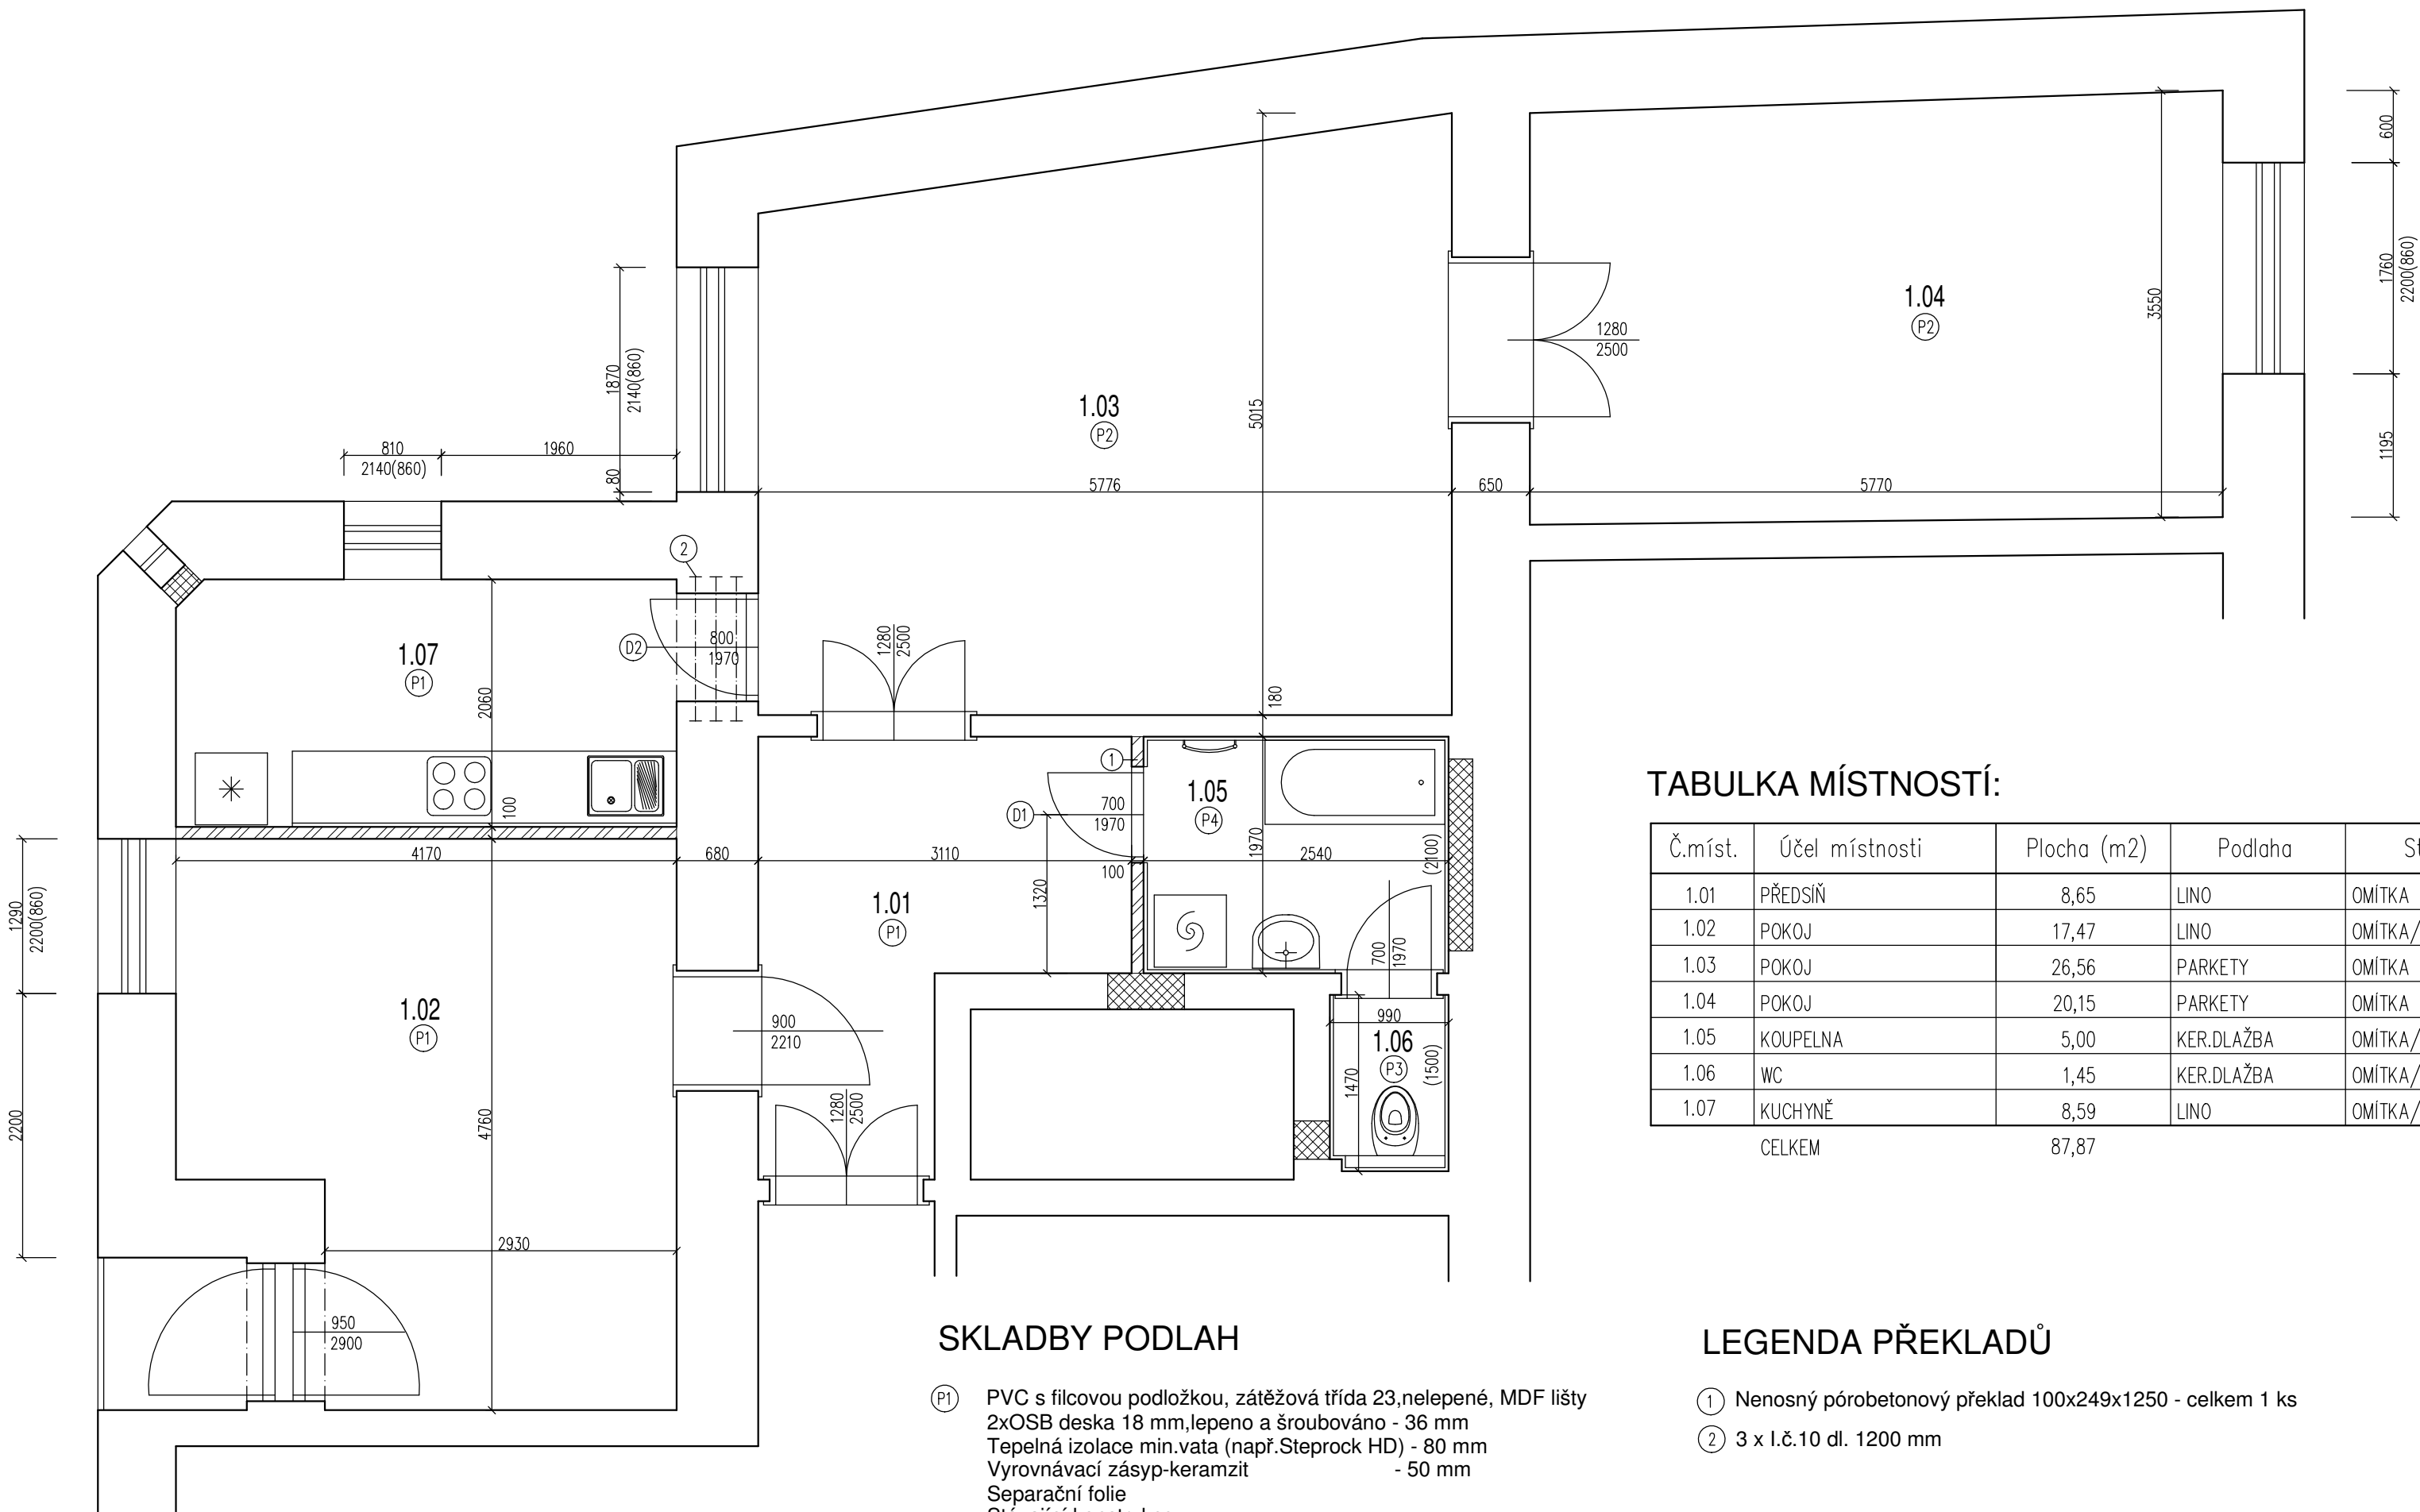 600
1760
2200(860)
1195
3550
1.04
P2
1280
2500
5770
650
5776
5015
1.03
P2
1870
2140(860)
80
810
2140(860)
1960
2
D2
800
1970
1.07
P1
2060
100
1280
2500
180
1
D1
700
1970
1.05
P4
1970
2540
(2100)
4170
680
3110
100
1320
1.01
P1
1290
2200(860)
2200
1.02
P1
4760
900
2210
1280
2500
700
1970
990
1.06
P3
(1500)
1470
2930
950
2900
TABULKA MÍSTNOSTÍ:
Č.míst. Účel místnosti Plocha (m2) Podlaha
1.01 PŘEDSÍŇ 8,65 LINO OMÍTKA
1.02 POKOJ 17,47 LINO OMÍTKA/
1.03 POKOJ 26,56 PARKETY OMÍTKA
1.04 POKOJ 20,15 PARKETY OMÍTKA
1.05 KOUPELNA 5,00 KER.DLAŽBA OMÍTKA/
1.06 WC 1,45 KER.DLAŽBA OMÍTKA/
1.07 KUCHYNĚ 8,59 LINO OMÍTKA/
CELKEM 87,87
SKLADBY PODLAH
P1 PVC s filcovou podložkou, zátěžová třída 23,nelepené, MDF lišty
2xOSB deska 18 mm,lepeno a šroubováno - 36 mm
Tepelná izolace min.vata (např.Steprock HD) - 80 mm
Vyrovnávací zásyp-keramzit - 50 mm
Separační folie
LEGENDA PŘEKLADŮ
1 Nenosný pórobetonový překlad 100x249x1250 - celkem 1 ks
2 3 x I.č.10 dl. 1200 mm